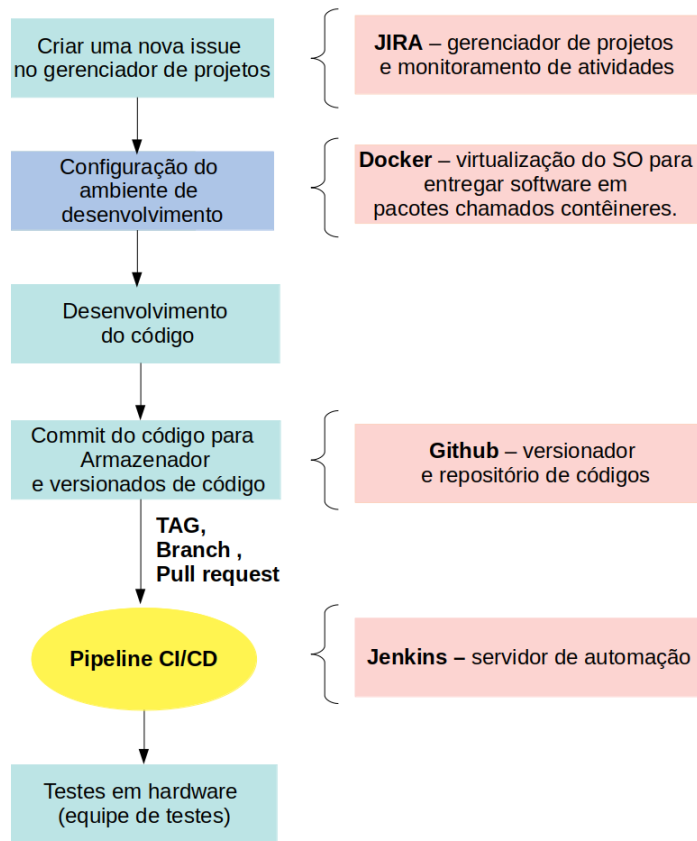 Criar uma nova issue
no gerenciador de projetos
JIRA – gerenciador de projetos
e monitoramento de atividades
Configuração do
ambiente de
desenvolvimento
Docker – virtualização do SO para
entregar software em
pacotes chamados contêineres.
Desenvolvimento
do código
Commit do código para
Armazenador
e versionados de código
Github – versionador
e repositório de códigos
TAG,
Branch ,
Pull request
Pipeline CI/CD
Jenkins – servidor de automação
Testes em hardware
(equipe de testes)